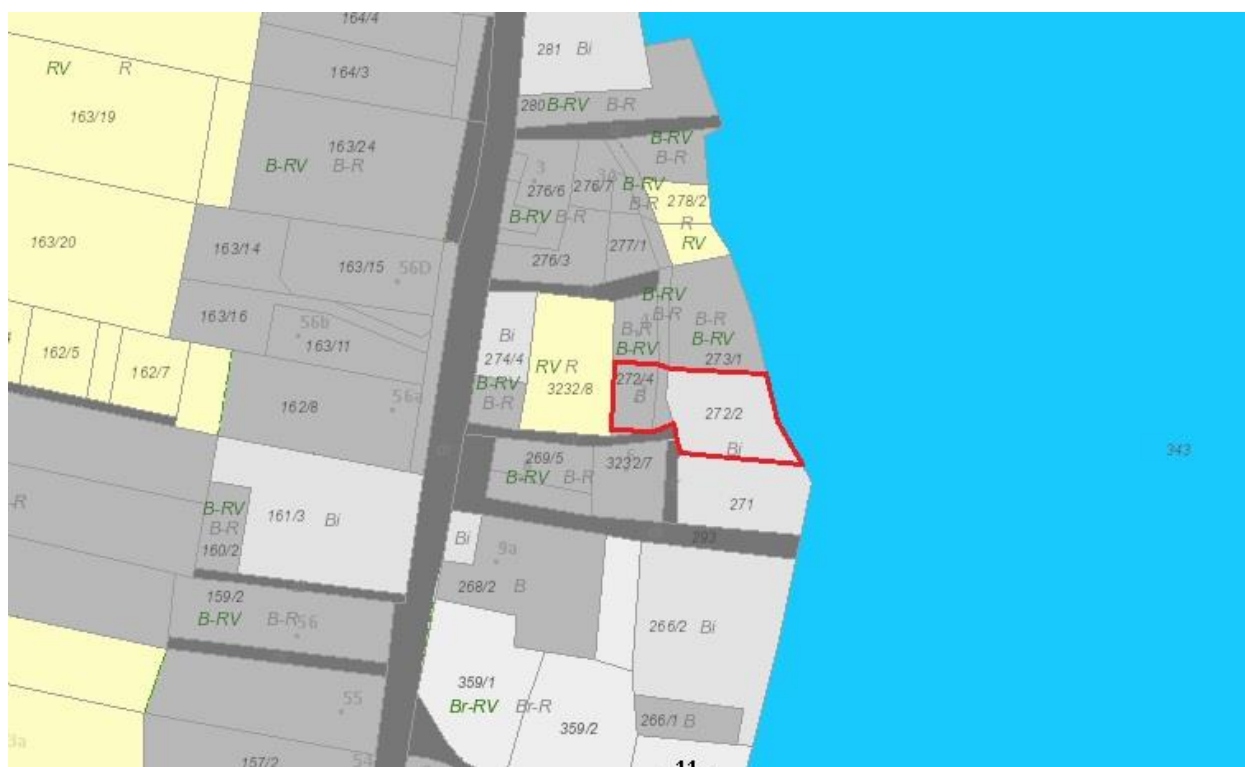 164/4
281 Bi
RV R
164/3
163/19
280 B-RV B-R
B-RV
B-R
163/24
B-RV B-R
3
276/6
276/7
B-RV
B-R
278/2
R
RV
B-RV B-R
163/20
163/14
277/1
276/3
163/15 56D
B-RV
B-R
163/16
56b
163/11
B-R
B-RV
B-R
B-RV
273/1
Bi
274/4
162/5
162/7
RV R
3232/8
B-RV
B-R
272/4
B
162/8
56a
272/2
Bi
343
269/5
B-RV B-R
3232/7
271
B-RV
B-R
160/2
161/3 Bi
Bi
9a
293
268/2 B
159/2
B-RV B-R 56
266/2 Bi
359/1
Br-RV Br-R
359/2
55
266/1 B
157/2
54
11